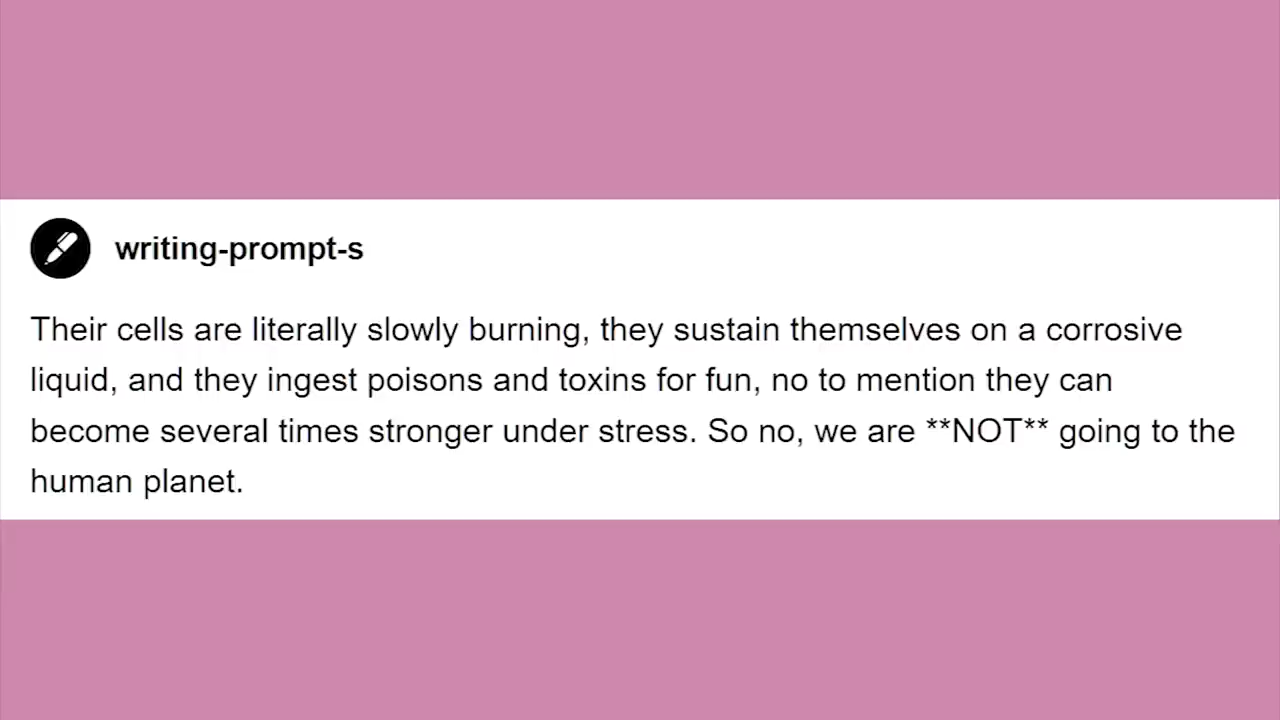 writing-prompt-s
Their cells are literally slowly burning, they sustain themselves on a corrosive
liquid, and they ingest poisons and toxins for fun, no to mention they can
become several times stronger under stress. So no, we are **NOT** going to the
human planet.